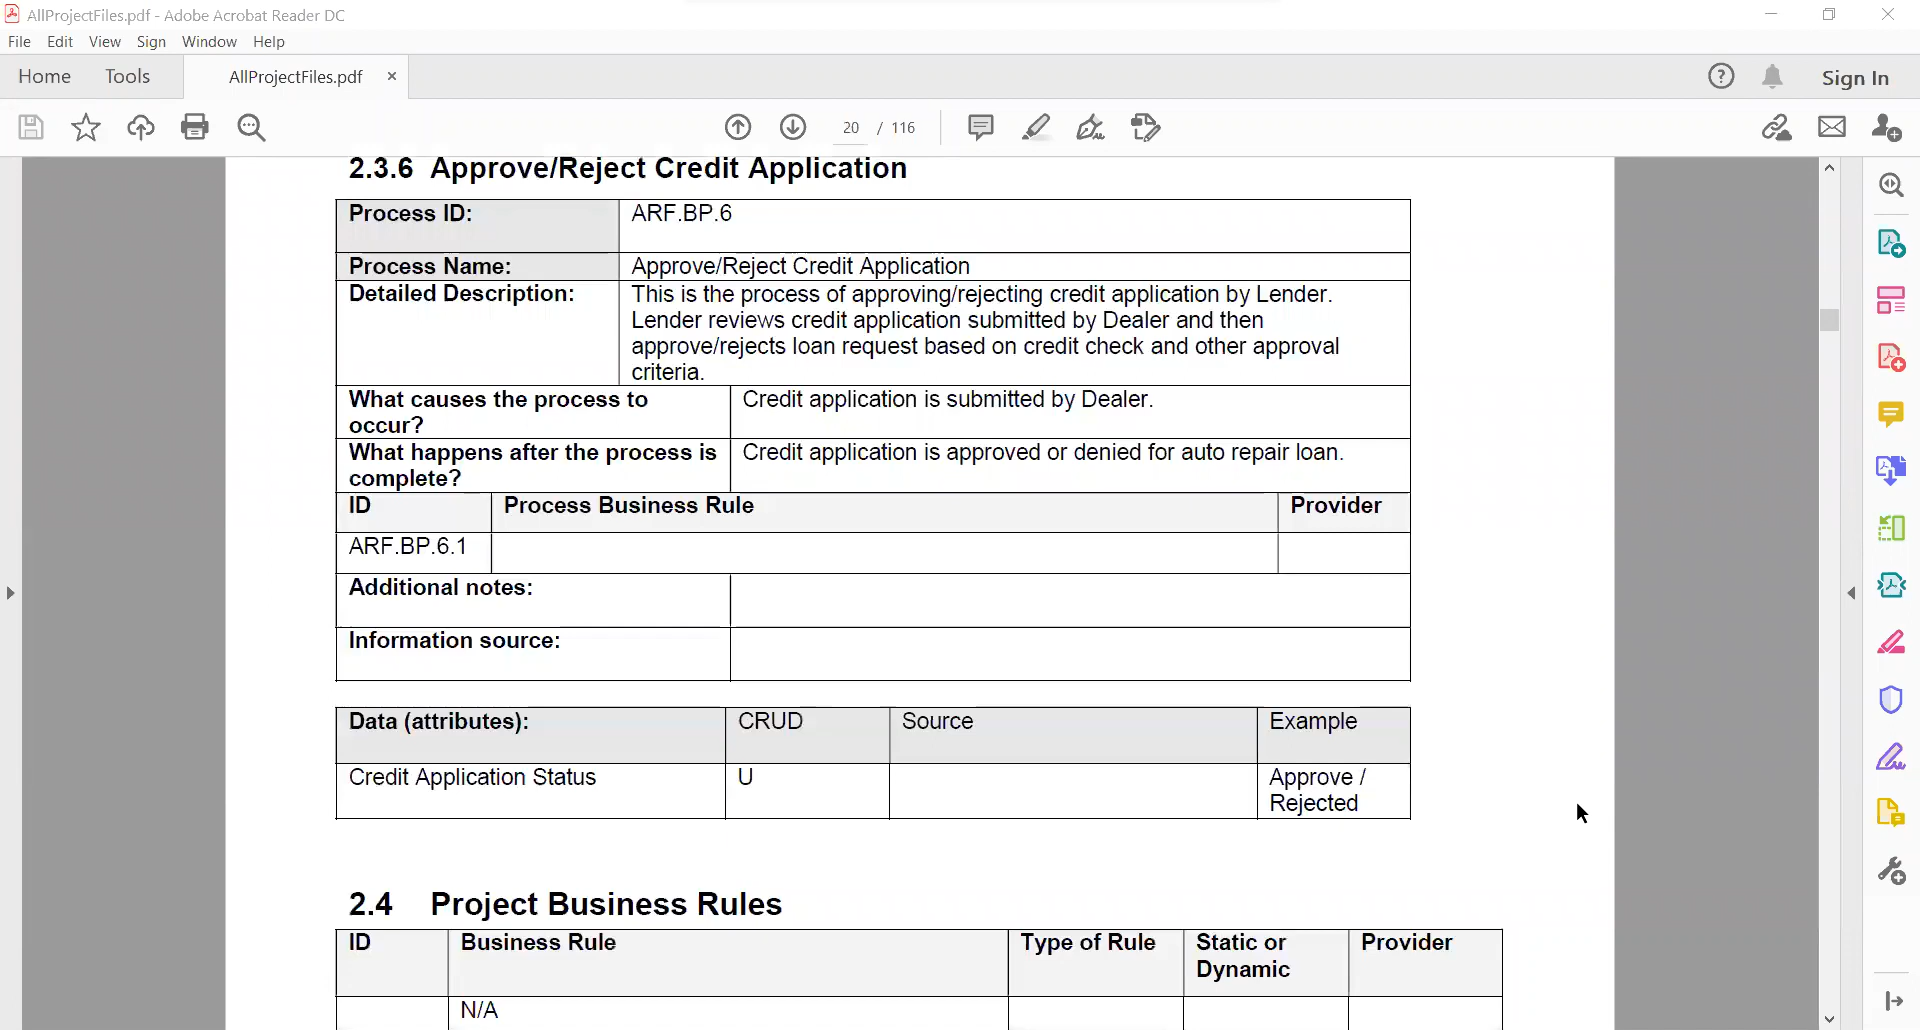 AllProjectFiles.pdf - Adobe Acrobat Reader DC
File Edit View Sign Window Help
Home Tools AllProjectFiles.pdf × Sign In
20 / 116
2.3.6 Approve/Reject Credit Application
Process ID: ARF.BP.6
Process Name: Approve/Reject Credit Application
Detailed Description: This is the process of approving/rejecting credit application by Lender.
Lender reviews credit application submitted by Dealer and then
approve/rejects loan request based on credit check and other approval
criteria.
What causes the process to Credit application is submitted by Dealer.
occur?
What happens after the process is Credit application is approved or denied for auto repair loan.
complete?
ID Process Business Rule Provider
ARF.BP.6.1
Additional notes:
Information source:
Data (attributes): CRUD Source Example
Credit Application Status U Approve /
Rejected
2.4 Project Business Rules
ID Business Rule Type of Rule Static or Provider
Dynamic
N/A